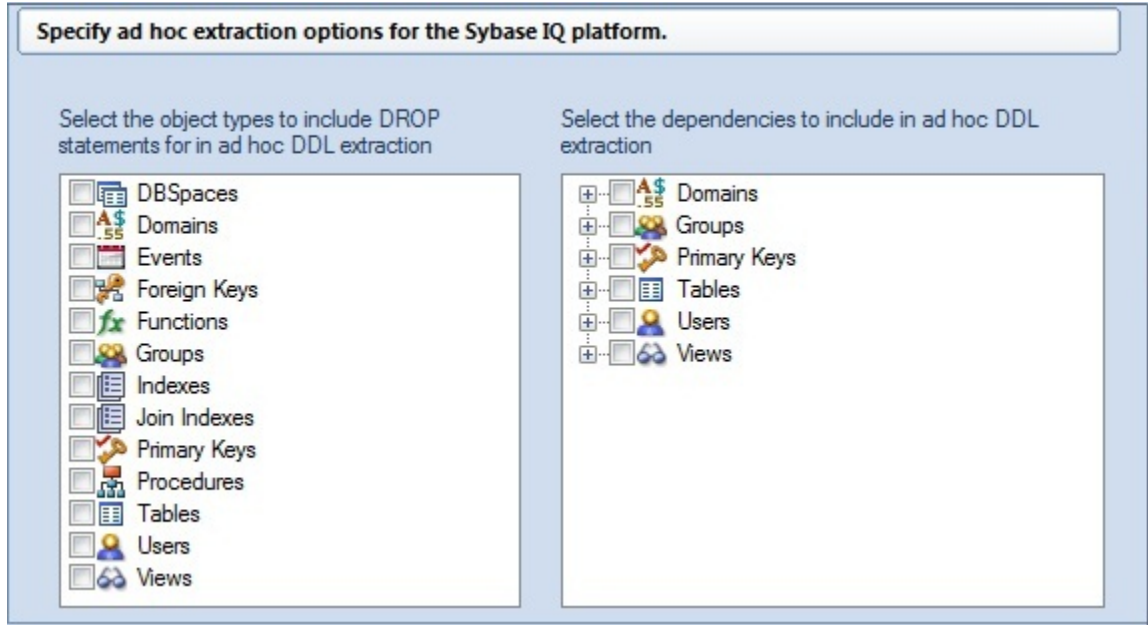 Specify ad hoc extraction options for the Sybase IQ platform.
Select the object types to include DROP
statements for in ad hoc DDL extraction
DBSpaces
Domains
Events
Foreign Keys
Functions
Groups
Indexes
Join Indexes
Primary Keys
Procedures
Tables
Users
Views
Select the dependencies to include in ad hoc DDL
extraction
Domains
Groups
Primary Keys
Tables
Users
Views